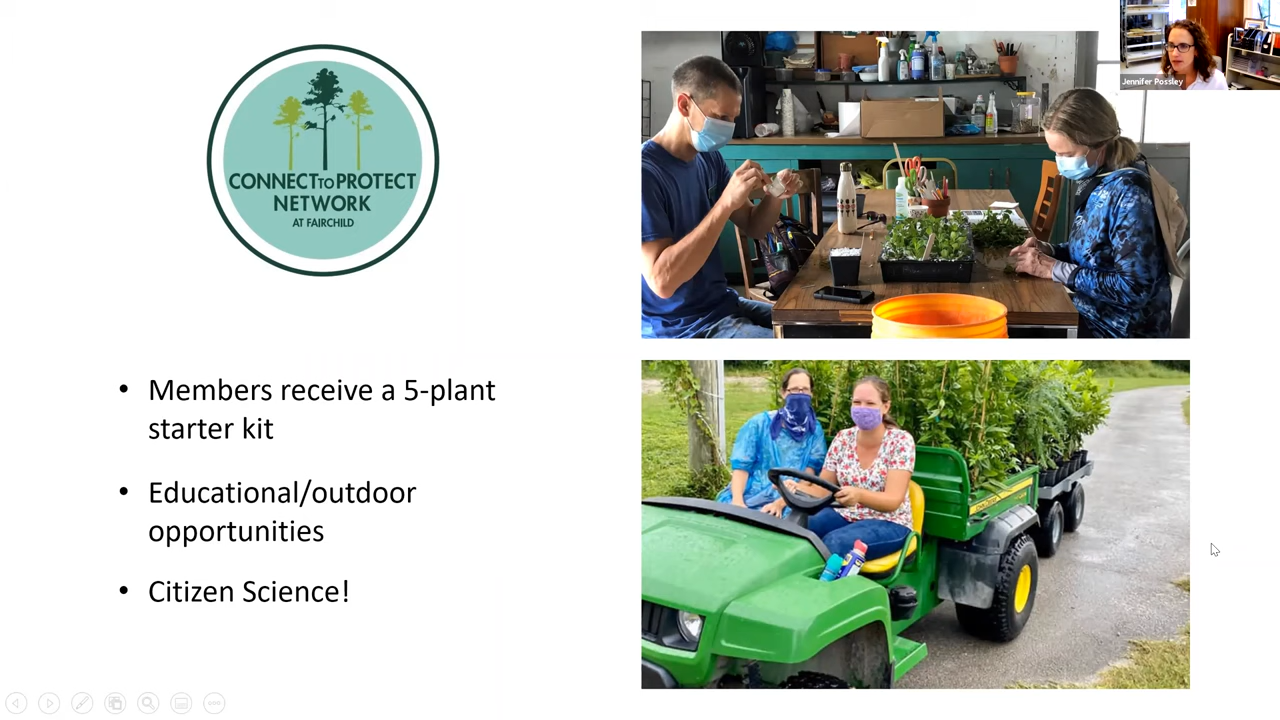 CONNECT TO PROTECT
NETWORK
AT FAIRCHILD
Jennifer Possley
• Members receive a 5-plant
starter kit
• Educational/outdoor
opportunities
• Citizen Science!